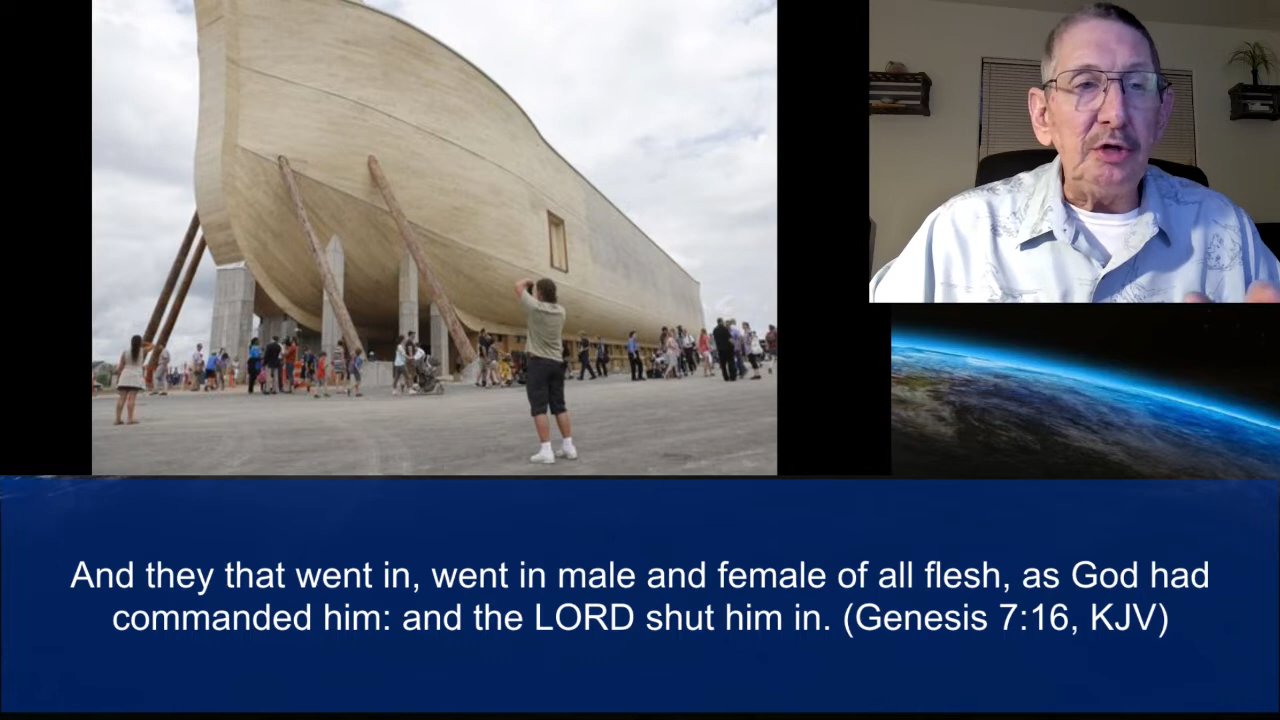 And they that went in, went in male and female of all flesh, as God had
commanded him: and the LORD shut him in. (Genesis 7:16, KJV)